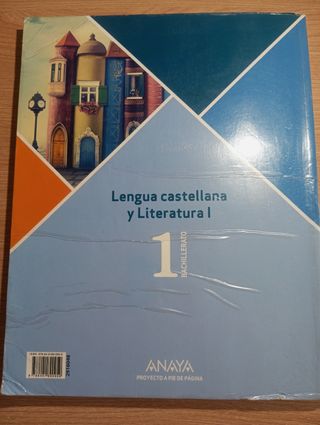 Lengua castellana
y Literatura I
1
BACHILLERATO
ANAYA
PROYECTO A PIE DE PÁGINA